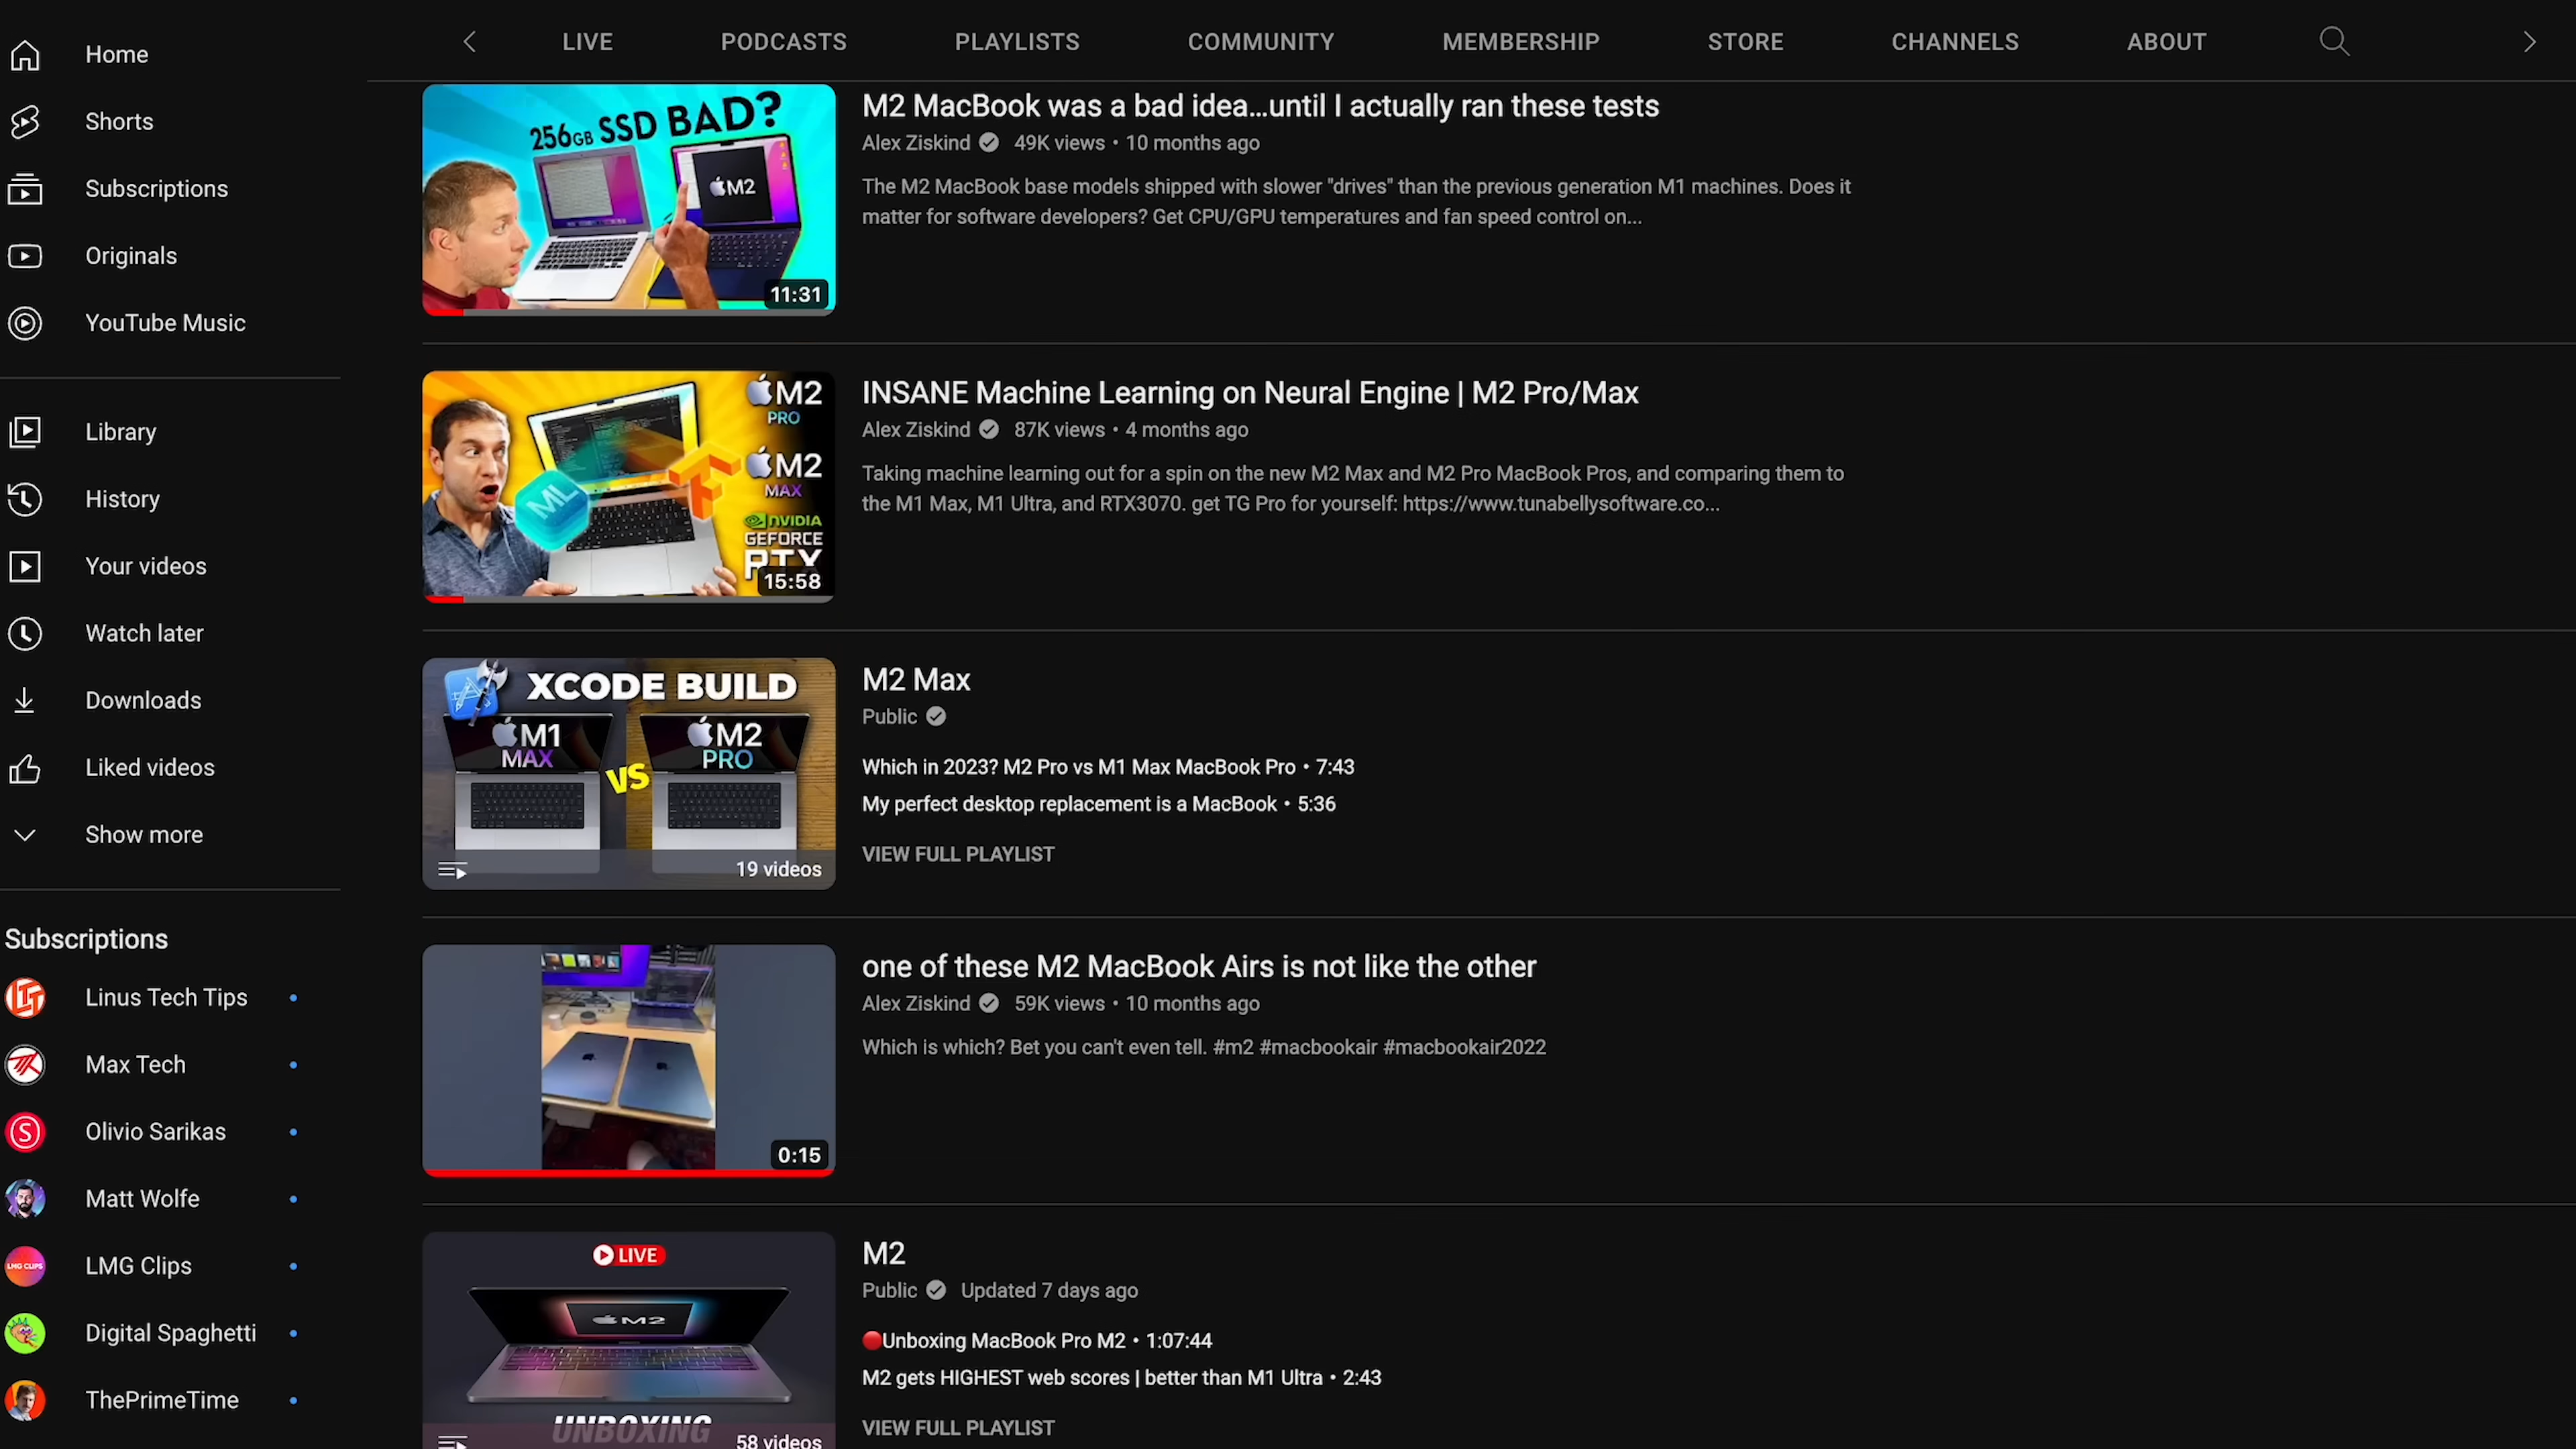 Home
Shorts
Subscriptions
Originals
YouTube Music
Library
History
Your videos
Watch later
Downloads
Liked videos
Show more
Subscriptions
Linus Tech Tips
Max Tech
Olivio Sarikas
Matt Wolfe
LMG CLIPS
LMG Clips
Digital Spaghetti
ThePrimeTime
LIVE
PODCASTS
PLAYLISTS
COMMUNITY
MEMBERSHIP
STORE
CHANNELS
ABOUT
256GB SSD BAD?
M2
11:31
M2 MacBook was a bad idea...until I actually ran these tests
Alex Ziskind 49K views • 10 months ago
The M2 MacBook base models shipped with slower "drives" than the previous generation M1 machines. Does it
matter for software developers? Get CPU/GPU temperatures and fan speed control on...
M2
PRO
M2
MAX
ML
NVIDIA
GEFORCE
RTX
15:58
INSANE Machine Learning on Neural Engine | M2 Pro/Max
Alex Ziskind 87K views • 4 months ago
Taking machine learning out for a spin on the new M2 Max and M2 Pro MacBook Pros, and comparing them to
the M1 Max, M1 Ultra, and RTX3070. get TG Pro for yourself: https://www.tunabellysoftware.co...
XCODE BUILD
M1
MAX
VS
M2
PRO
19 videos
M2 Max
Public
Which in 2023? M2 Pro vs M1 Max MacBook Pro • 7:43
My perfect desktop replacement is a MacBook • 5:36
VIEW FULL PLAYLIST
0:15
one of these M2 MacBook Airs is not like the other
Alex Ziskind 59K views • 10 months ago
Which is which? Bet you can't even tell. #m2 #macbookair #macbookair2022
LIVE
M2
UNBOXING
58 videos
M2
Public Updated 7 days ago
Unboxing MacBook Pro M2 • 1:07:44
M2 gets HIGHEST web scores | better than M1 Ultra • 2:43
VIEW FULL PLAYLIST